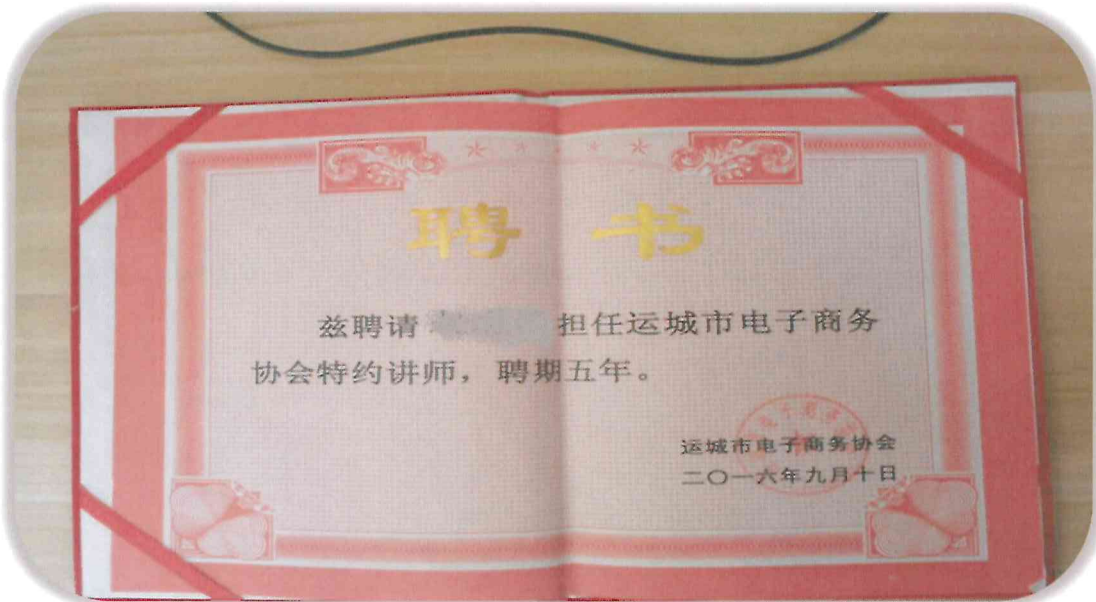 聘书
兹聘请 担任运城市电子商务
协会特约讲师，聘期五年。
运城市电子商务协会
二〇一六年九月十日